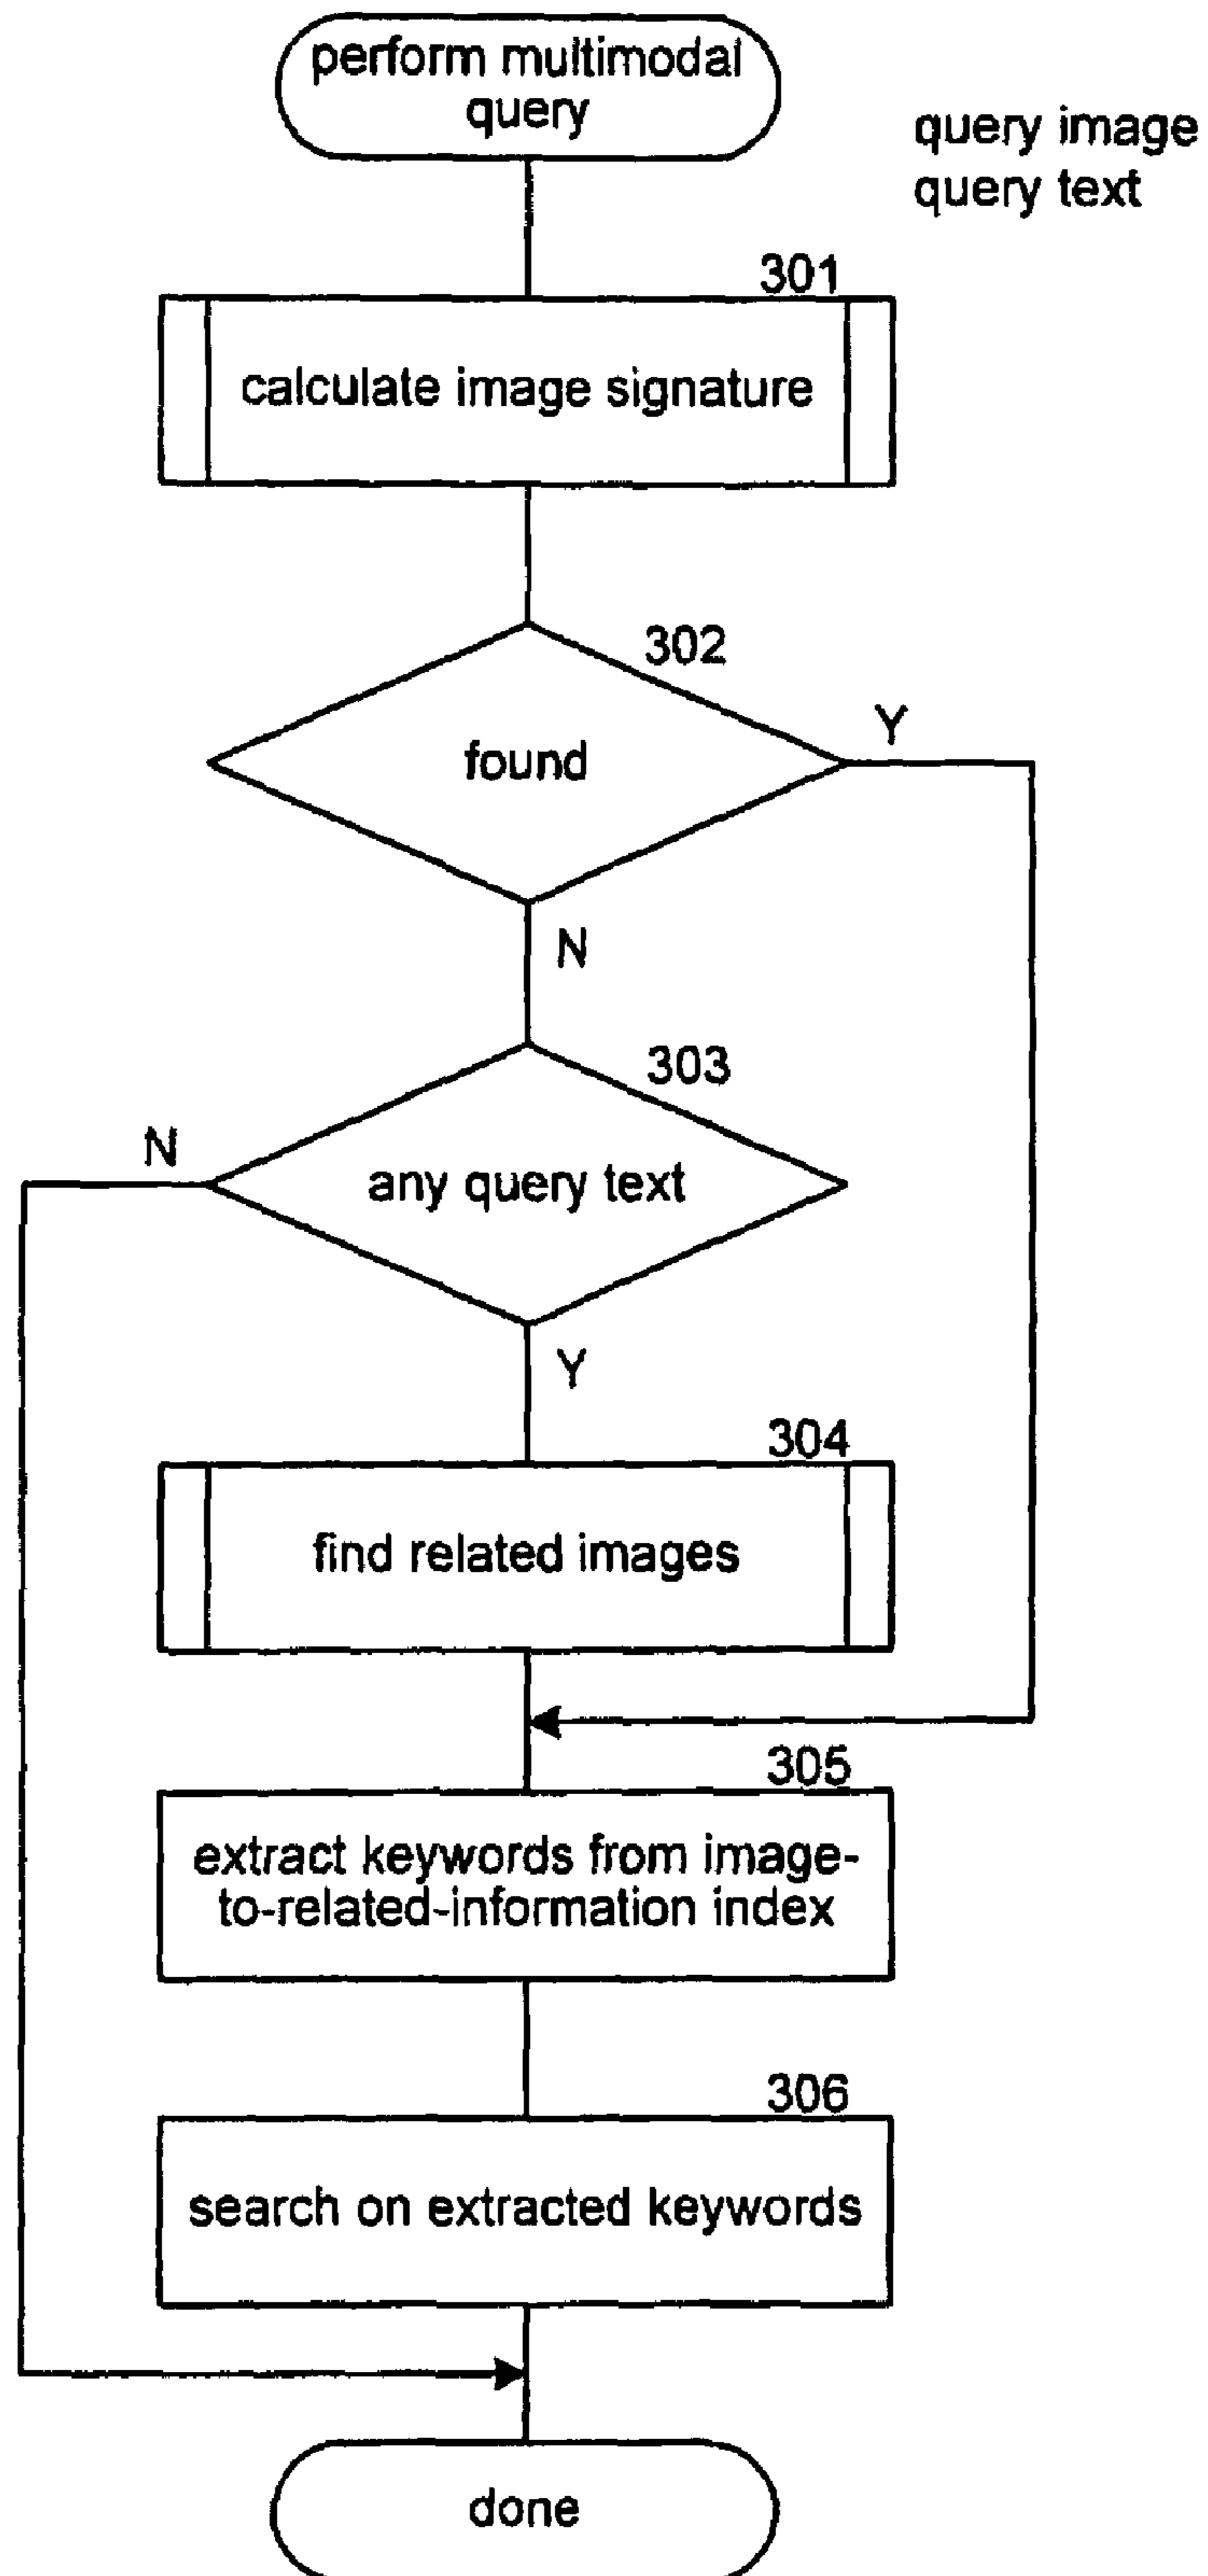 perform multimodal
query
query image
query text
301
calculate image signature
302
found
Y
N
303
N
any query text
Y
304
find related images
305
extract keywords from image-
to-related-information index
306
search on extracted keywords
done